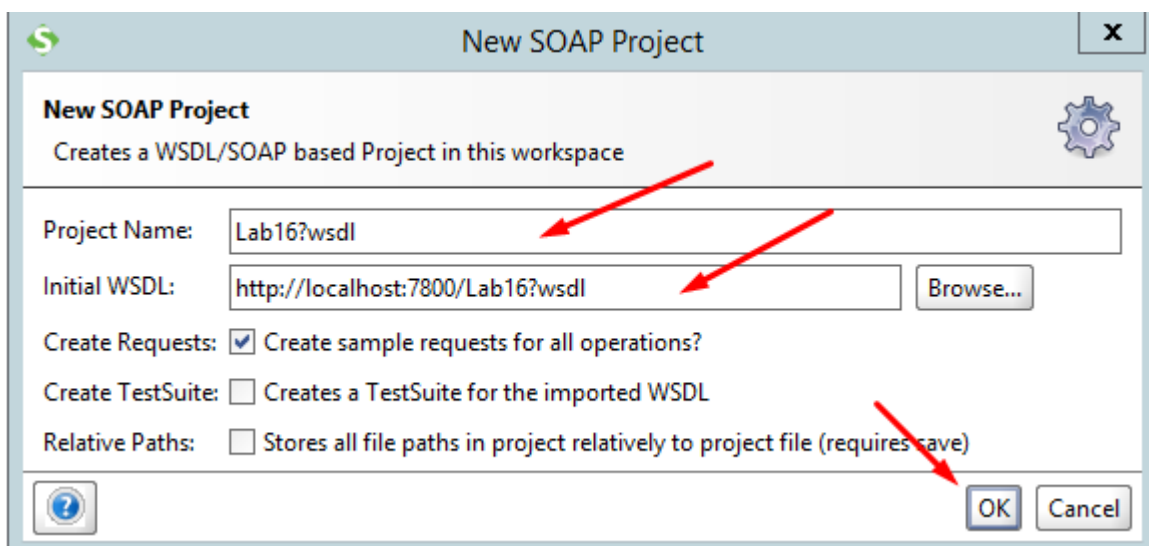 New SOAP Project
x
New SOAP Project
Creates a WSDL/SOAP based Project in this workspace
Project Name: Lab16?wsdl
Initial WSDL: http://localhost:7800/Lab16?wsdl Browse...
Create Requests: Create sample requests for all operations?
Create TestSuite: Creates a TestSuite for the imported WSDL
Relative Paths: Stores all file paths in project relatively to project file (requires save)
? OK Cancel